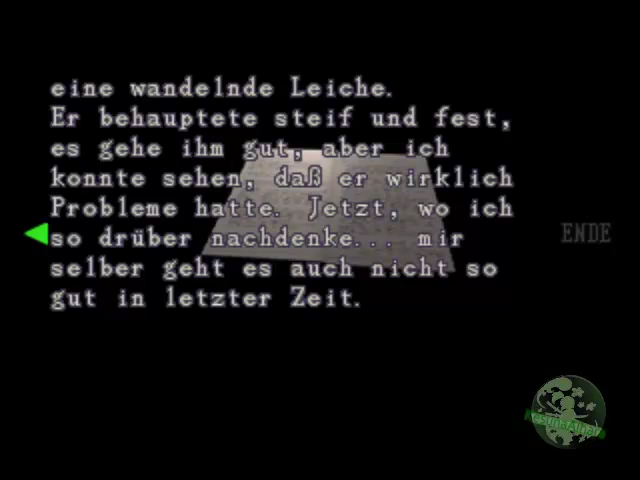 eine wandelnde Leiche.
Er behauptete steif und fest,
es gehe ihm gut, aber ich
konnte sehen, daß er wirklich
Probleme hatte. Jetzt, wo ich
so drüber nachdenke... mir
selber geht es auch nicht so
gut in letzter Zeit.
ENDE